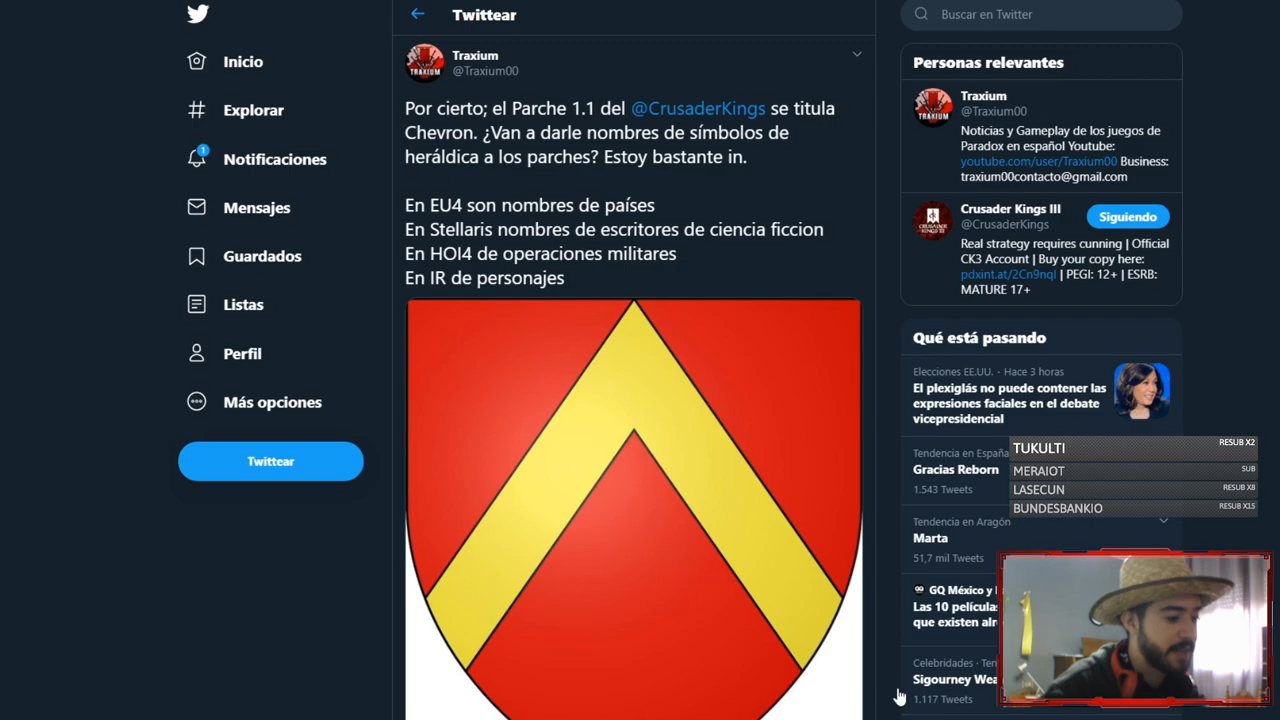 Twittear
Inicio
Explorar
1
Notificaciones
Mensajes
Guardados
Listas
Perfil
Más opciones
Twittear
TRAXIUM
Traxium
@Traxium00
Por cierto; el Parche 1.1 del @CrusaderKings se titula
Chevron. ¿Van a darle nombres de símbolos de
heráldica a los parches? Estoy bastante in.
En EU4 son nombres de países
En Stellaris nombres de escritores de ciencia ficcion
En HOI4 de operaciones militares
En IR de personajes
Buscar en Twitter
Personas relevantes
TRAXIUM
Traxium
@Traxium00
Noticias y Gameplay de los juegos de
Paradox en español Youtube:
youtube.com/user/Traxium00 Business:
traxium00contacto@gmail.com
Crusader Kings III
@CrusaderKings
Siguiendo
Real strategy requires cunning | Official
CK3 Account | Buy your copy here:
pdxint.at/2Cn9nqI | PEGI: 12+ | ESRB:
MATURE 17+
Qué está pasando
Elecciones EE.UU. · Hace 3 horas
El plexiglás no puede contener las
expresiones faciales en el debate
vicepresidencial
Tendencia en España
Gracias Reborn
1.543 Tweets
TUKULTI RESUB X2
MERAIOT SUB
LASECUN RESUB X8
BUNDESBANKIO RESUB X15
Tendencia en Aragón
Marta
51,7 mil Tweets
GQ México y
Las 10 películas
que existen
Celebridades ·
Sigourney
1.117 Tweets